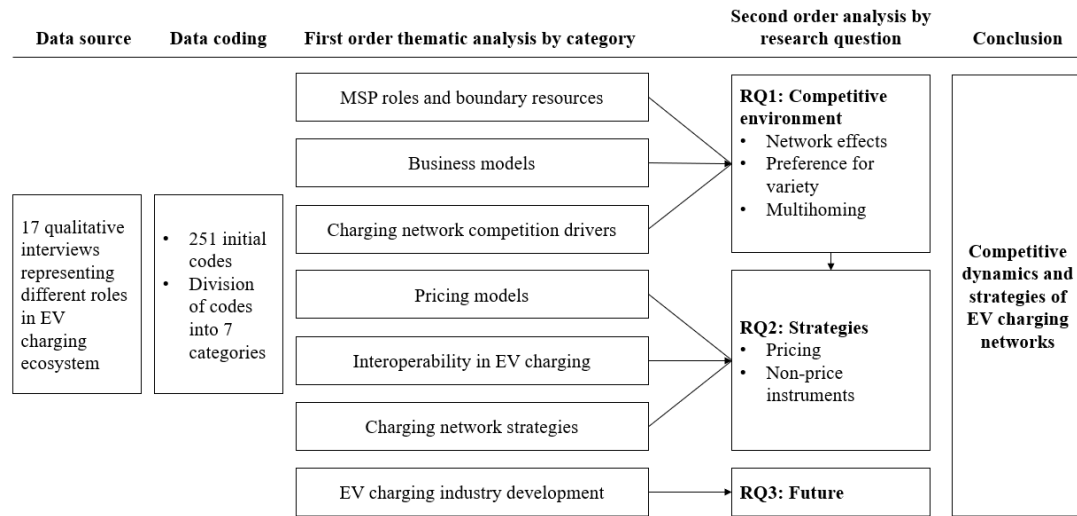 Data source
Data coding
First order thematic analysis by category
Second order analysis by
research question
Conclusion
17 qualitative
interviews
representing
different roles
in EV
charging
ecosystem
• 251 initial
codes
• Division
of codes
into 7
categories
MSP roles and boundary resources
Business models
Charging network competition drivers
Pricing models
Interoperability in EV charging
Charging network strategies
EV charging industry development
RQ1: Competitive
environment
• Network effects
• Preference for
variety
• Multihoming
RQ2: Strategies
• Pricing
• Non-price
instruments
RQ3: Future
Competitive
dynamics and
strategies of
EV charging
networks